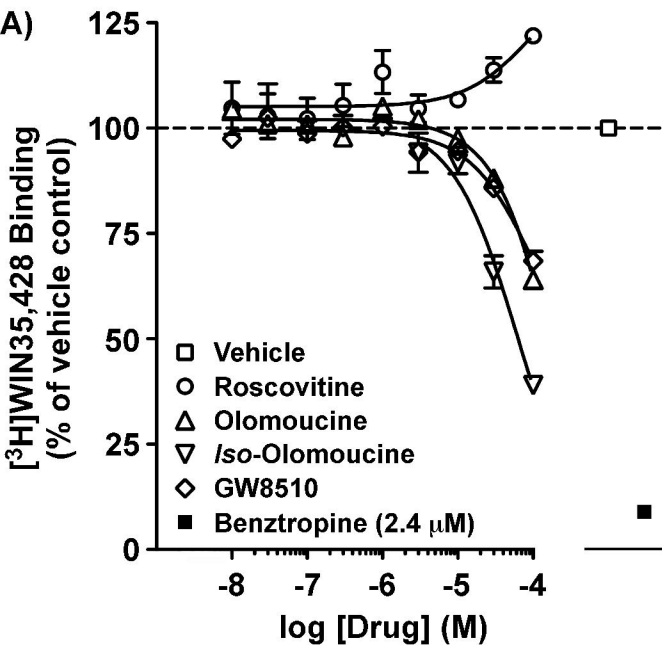 A)
[³H]WIN35,428 Binding
(% of vehicle control)
125
100
75
50
25
0
Vehicle
Roscovitine
Olomoucine
Iso-Olomoucine
GW8510
Benztropine (2.4 µM)
-8 -7 -6 -5 -4
log [Drug] (M)